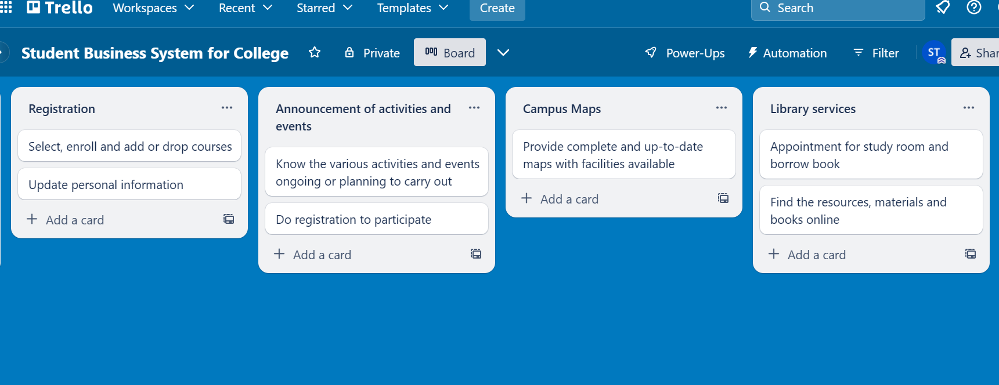 Trello Workspaces Recent Starred Templates Create Search
Student Business System for College Private Board Power-Ups Automation Filter ST Shar
Registration
Select, enroll and add or drop courses
Update personal information
+ Add a card
Announcement of activities and
events
Know the various activities and events
ongoing or planning to carry out
Do registration to participate
+ Add a card
Campus Maps
Provide complete and up-to-date
maps with facilities available
+ Add a card
Library services
Appointment for study room and
borrow book
Find the resources, materials and
books online
+ Add a card